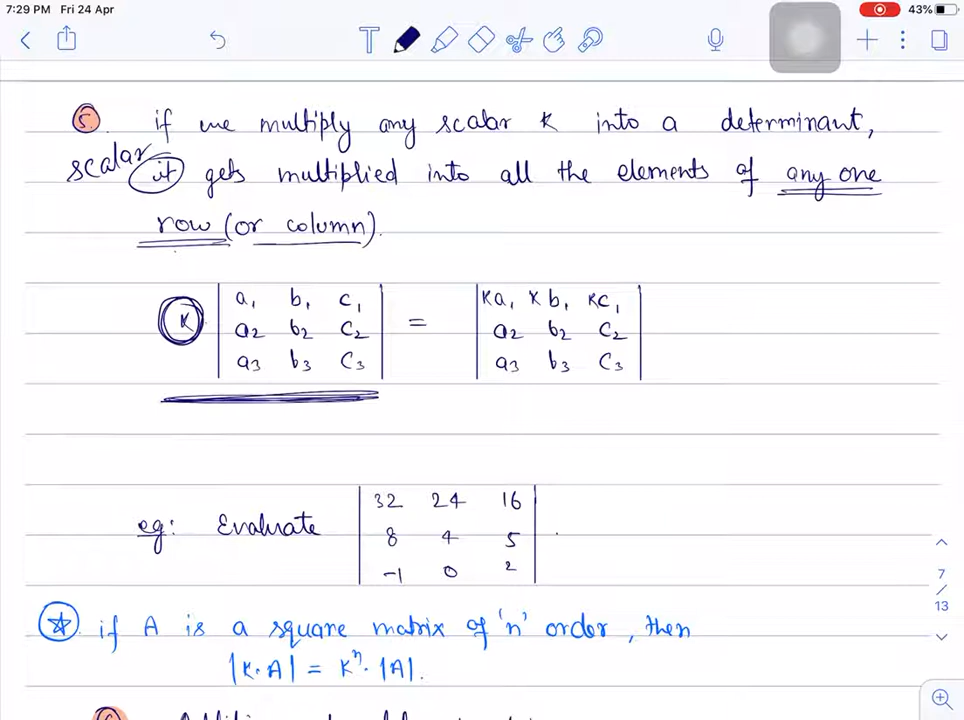 7:29 PM Fri 24 Apr
43%
T
5. if we multiply any scalar K into a determinant,
scalar it gets multiplied into all the elements of any one
row (or column).
K | a₁ b₁ c₁ | = | Ka₁ Kb₁ Kc₁ |
| a₂ b₂ c₂ | | a₂ b₂ c₂ |
| a₃ b₃ c₃ | | a₃ b₃ c₃ |
eg: Evaluate | 32 24 16 |
| 8 4 5 |
| -1 0 2 |
7
/
13
☆ if A is a square matrix of 'n' order, then
|K·A| = Kⁿ·|A|.